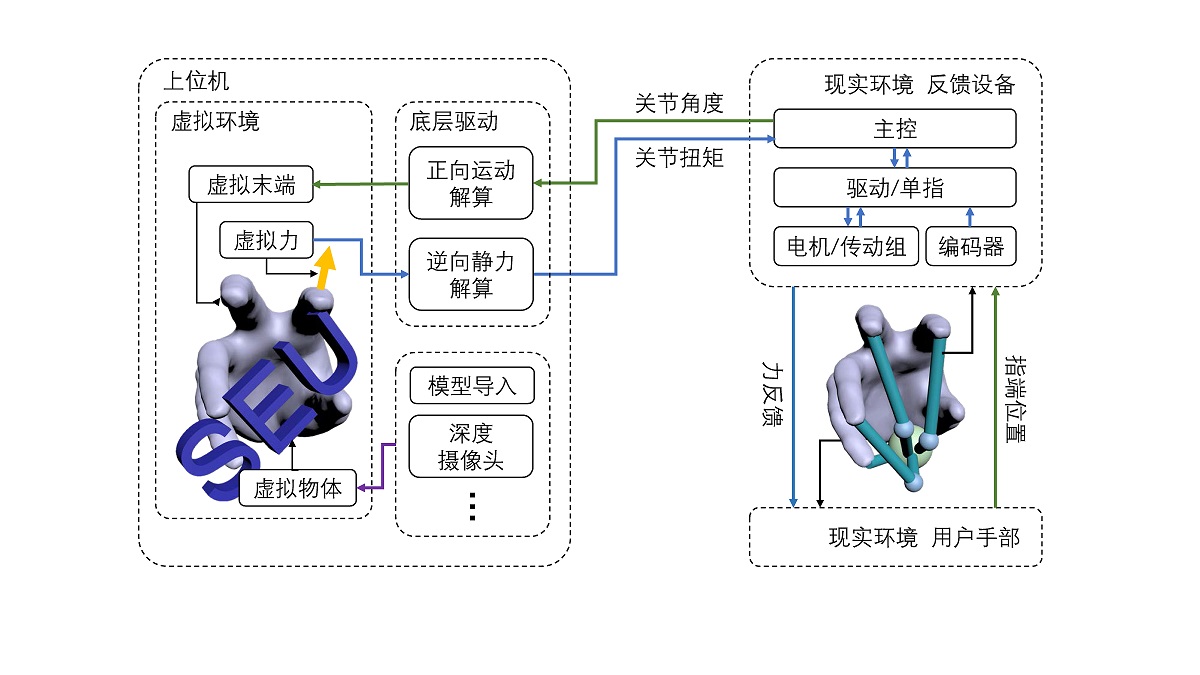 上位机
虚拟环境
虚拟末端
虚拟力
SEU
虚拟物体
底层驱动
正向运动
解算
逆向静力
解算
模型导入
深度
摄像头
⋮
关节角度
关节扭矩
现实环境 反馈设备
主控
驱动/单指
电机/传动组
编码器
力反馈
指端位置
现实环境 用户手部